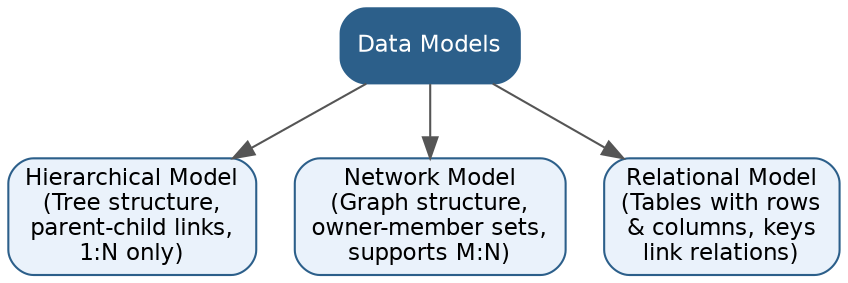 Data Models
Hierarchical Model
(Tree structure,
parent-child links,
1:N only)
Network Model
(Graph structure,
owner-member sets,
supports M:N)
Relational Model
(Tables with rows
& columns, keys
link relations)